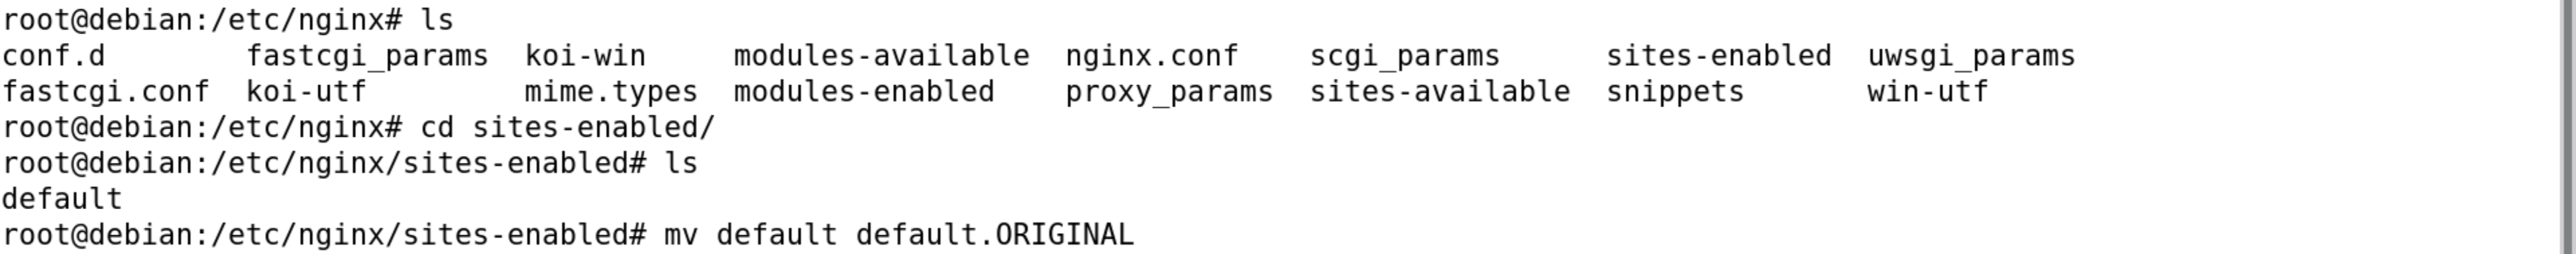 root@debian:/etc/nginx# ls
conf.d        fastcgi_params  koi-win     modules-available  nginx.conf    scgi_params      sites-enabled  uwsgi_params
fastcgi.conf  koi-utf         mime.types  modules-enabled    proxy_params  sites-available  snippets       win-utf
root@debian:/etc/nginx# cd sites-enabled/
root@debian:/etc/nginx/sites-enabled# ls
default
root@debian:/etc/nginx/sites-enabled# mv default default.ORIGINAL